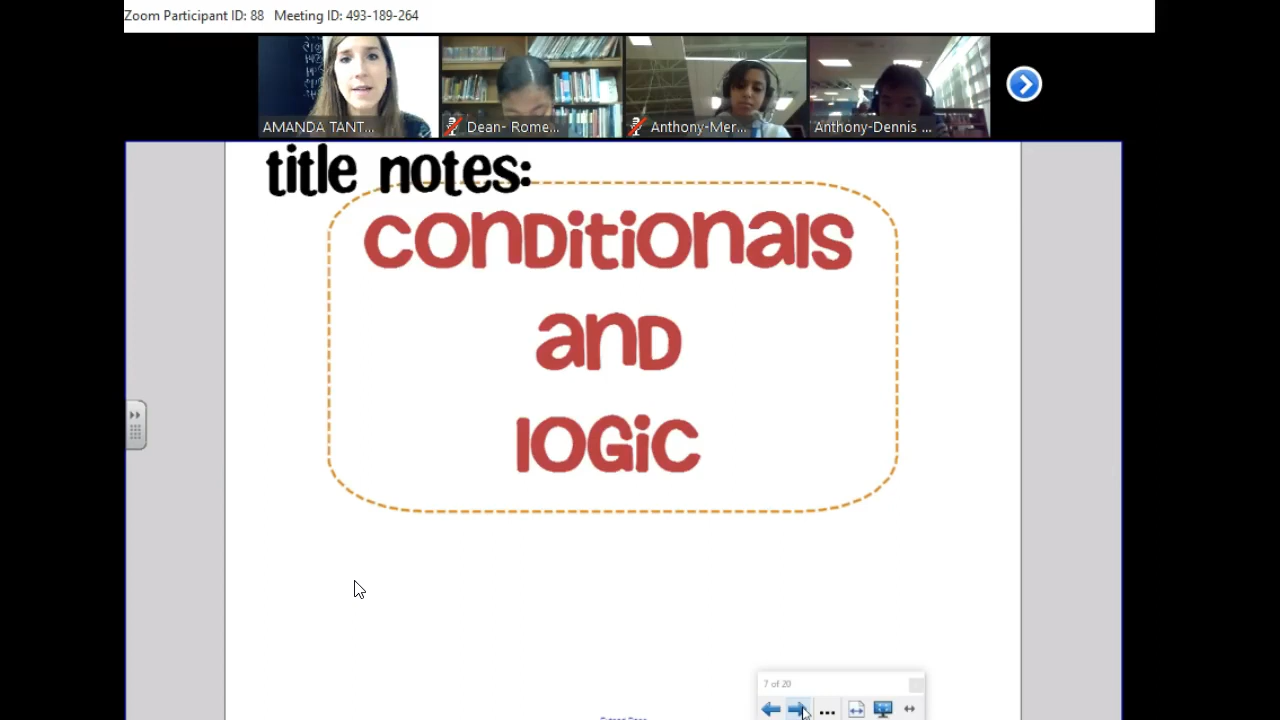 Zoom Participant ID: 88 Meeting ID: 493-189-264
AMANDA TANT...
Dean- Rome...
Anthony-Mer...
Anthony-Dennis ...
title notes:
conditionals
and
logic
7 of 20